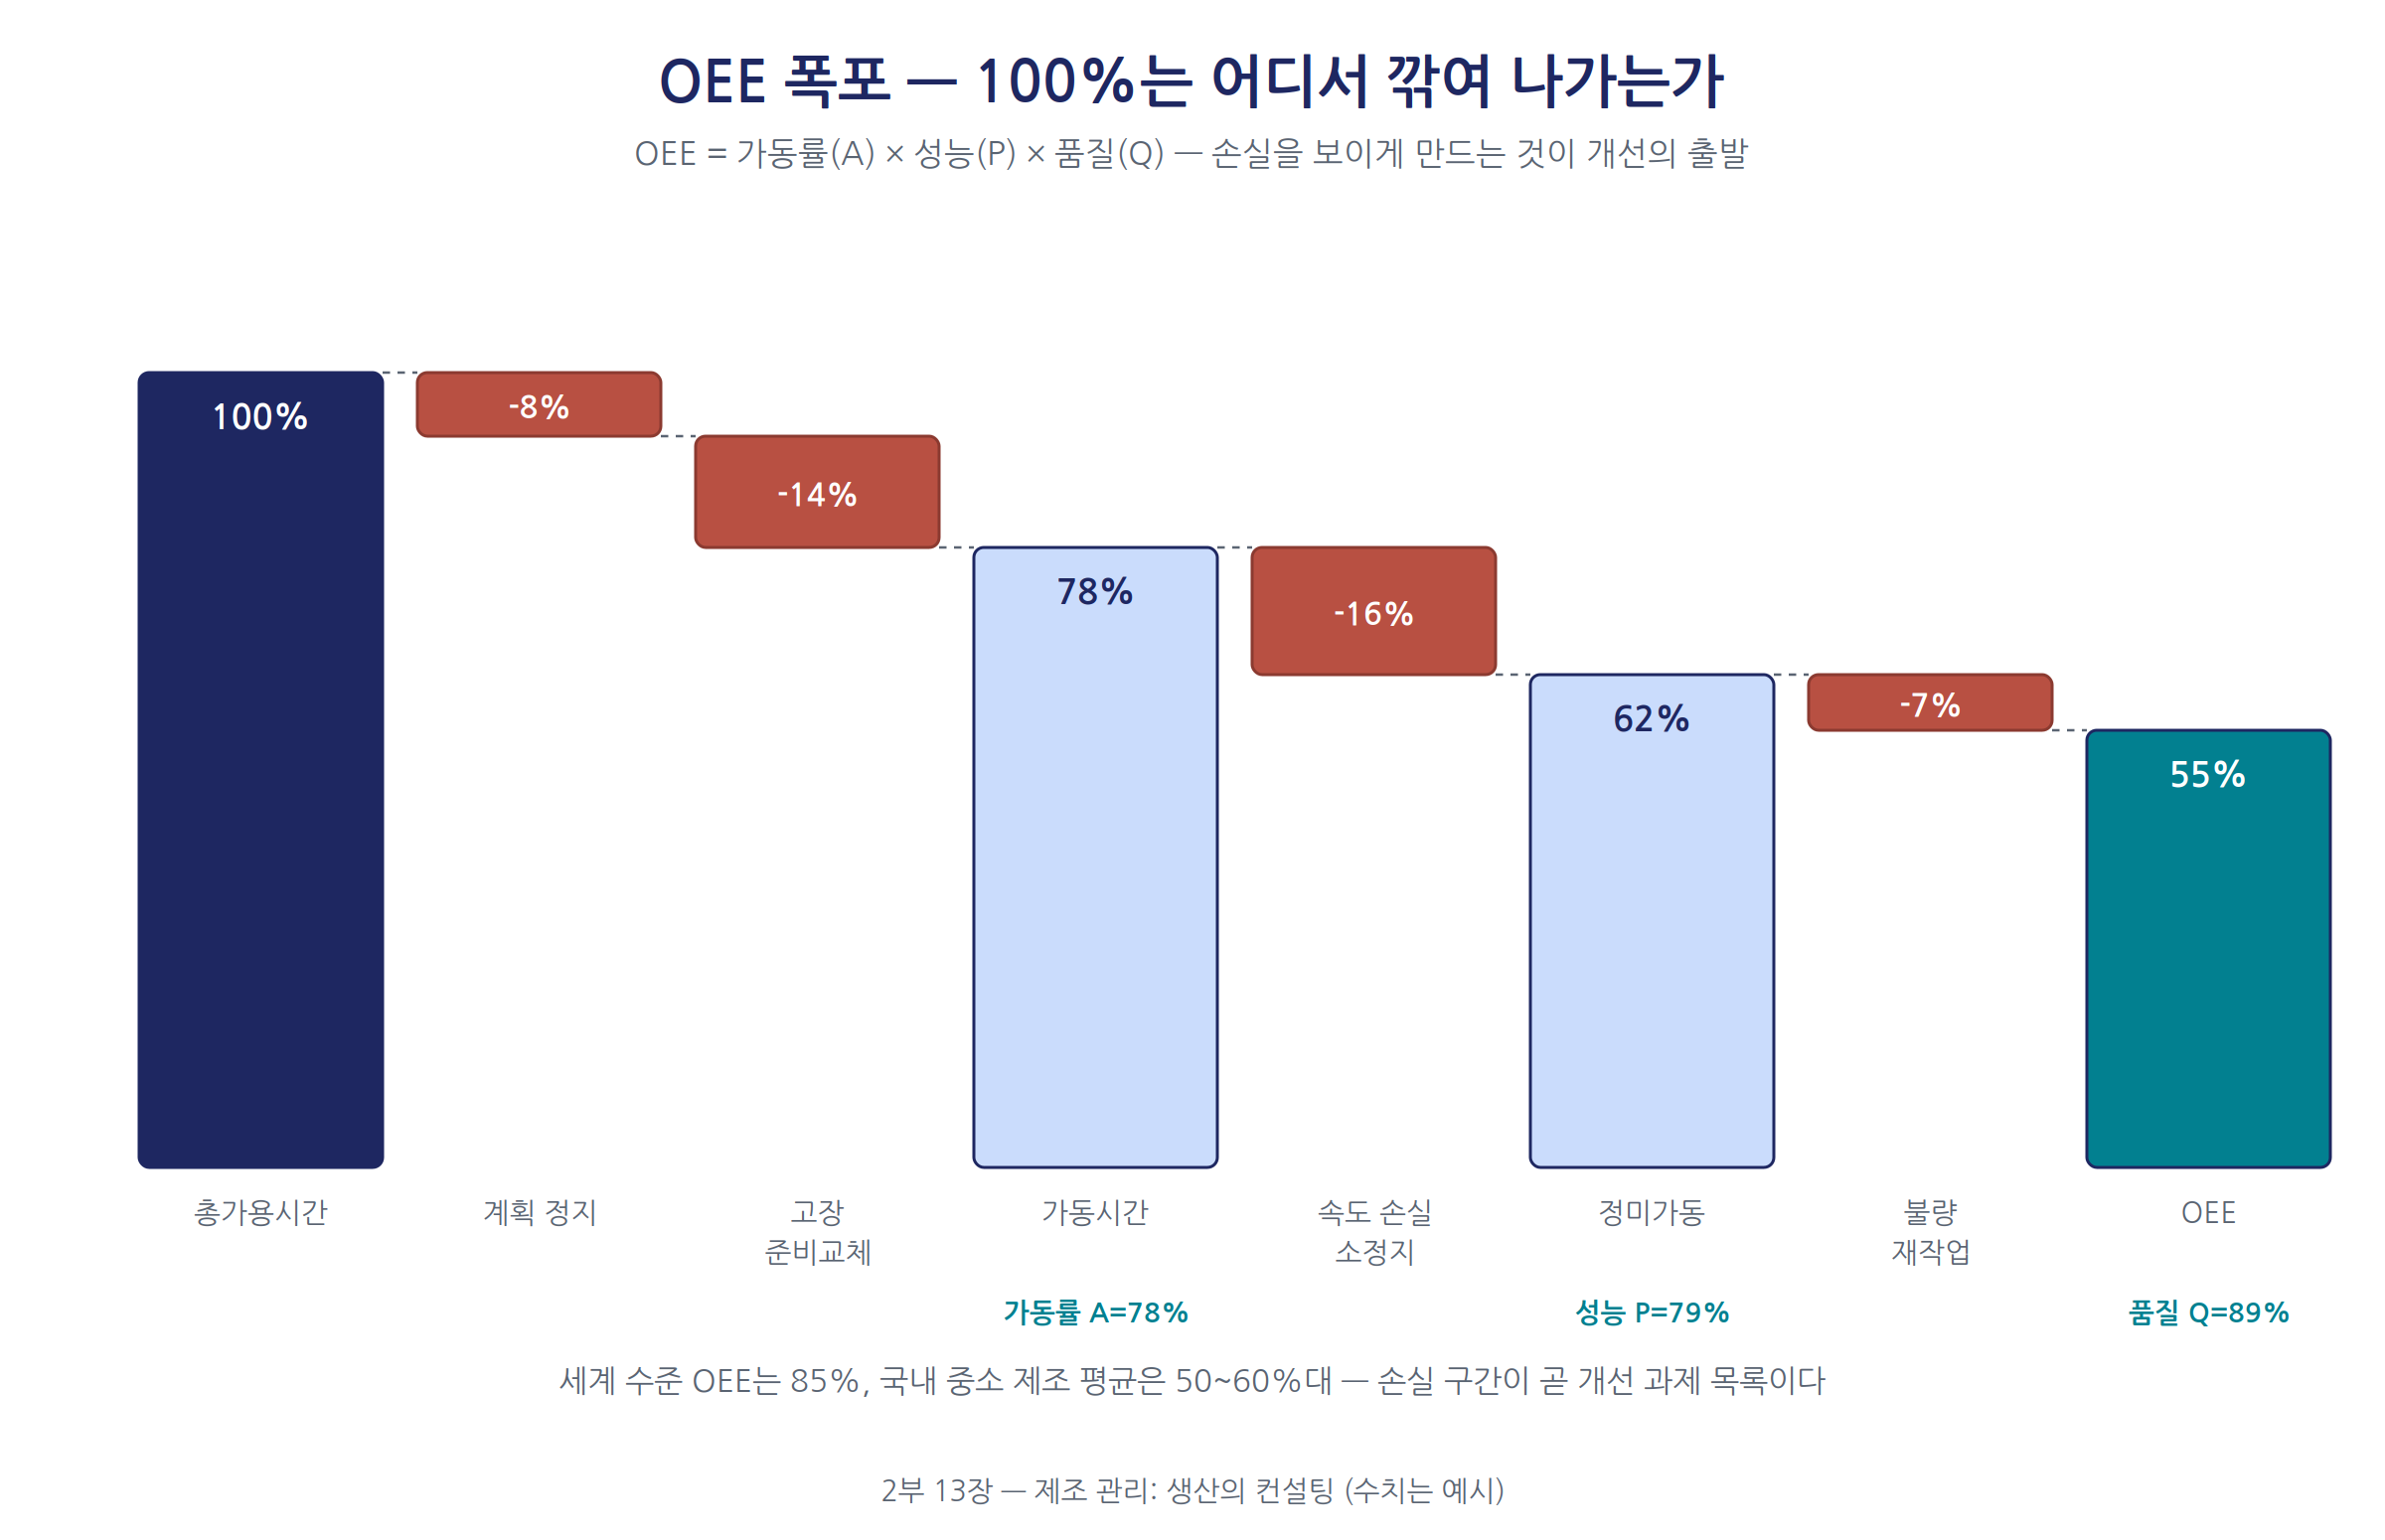 OEE 폭포 — 100%는 어디서 깎여 나가는가
OEE = 가동률(A) × 성능(P) × 품질(Q) — 손실을 보이게 만드는 것이 개선의 출발
100%
-8%
-14%
78%
-16%
62%
-7%
55%
총가용시간
계획 정지
고장
준비교체
가동시간
속도 손실
소정지
정미가동
불량
재작업
OEE
가동률 A=78%
성능 P=79%
품질 Q=89%
세계 수준 OEE는 85%, 국내 중소 제조 평균은 50~60%대 — 손실 구간이 곧 개선 과제 목록이다
2부 13장 — 제조 관리: 생산의 컨설팅 (수치는 예시)